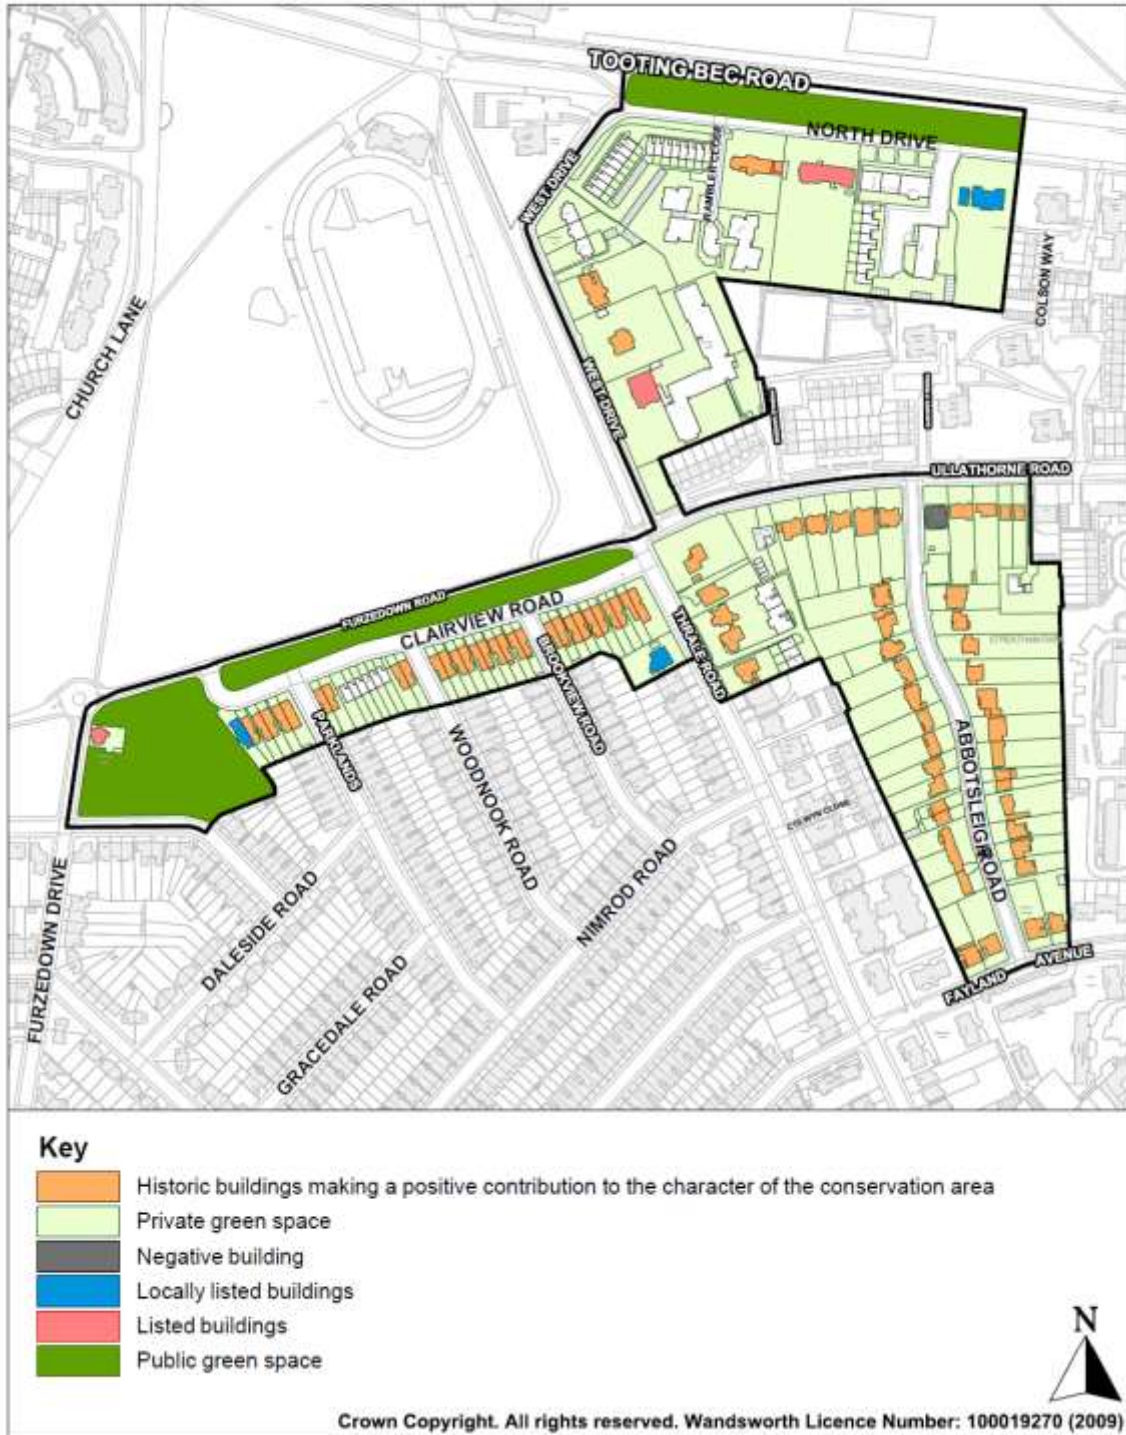 TOOTING BEC ROAD
NORTH DRIVE
WEST DRIVE
RAMBLER CLOSE
COLSON WAY
CHURCH LANE
WEST DRIVE
ULLATHORNE ROAD
FURZEDOWN ROAD
CLAIRVIEW ROAD
THRALE ROAD
BROOKVIEW ROAD
PARKLANDS
WOODNOOK ROAD
ABBOTSLEIGH ROAD
NIMROD ROAD
FURZEDOWN DRIVE
DALESIDE ROAD
GRACEDALE ROAD
FAYLAND AVENUE
Key
Historic buildings making a positive contribution to the character of the conservation area
Private green space
Negative building
Locally listed buildings
Listed buildings
Public green space
N
Crown Copyright. All rights reserved. Wandsworth Licence Number: 100019270 (2009)